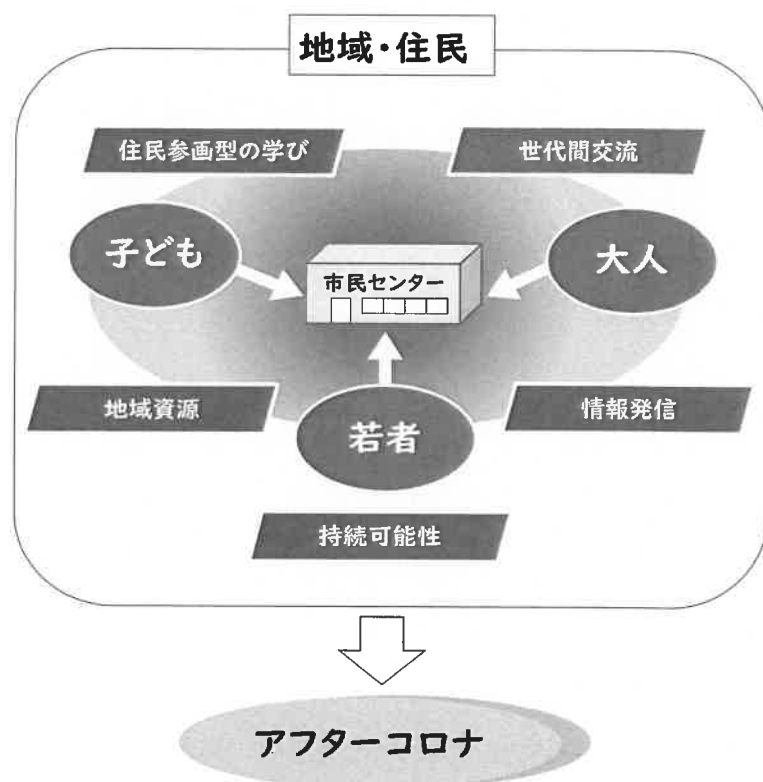 地域・住民
住民参画型の学び
世代間交流
子ども
大人
市民センター
地域資源
情報発信
若者
持続可能性
アフターコロナ